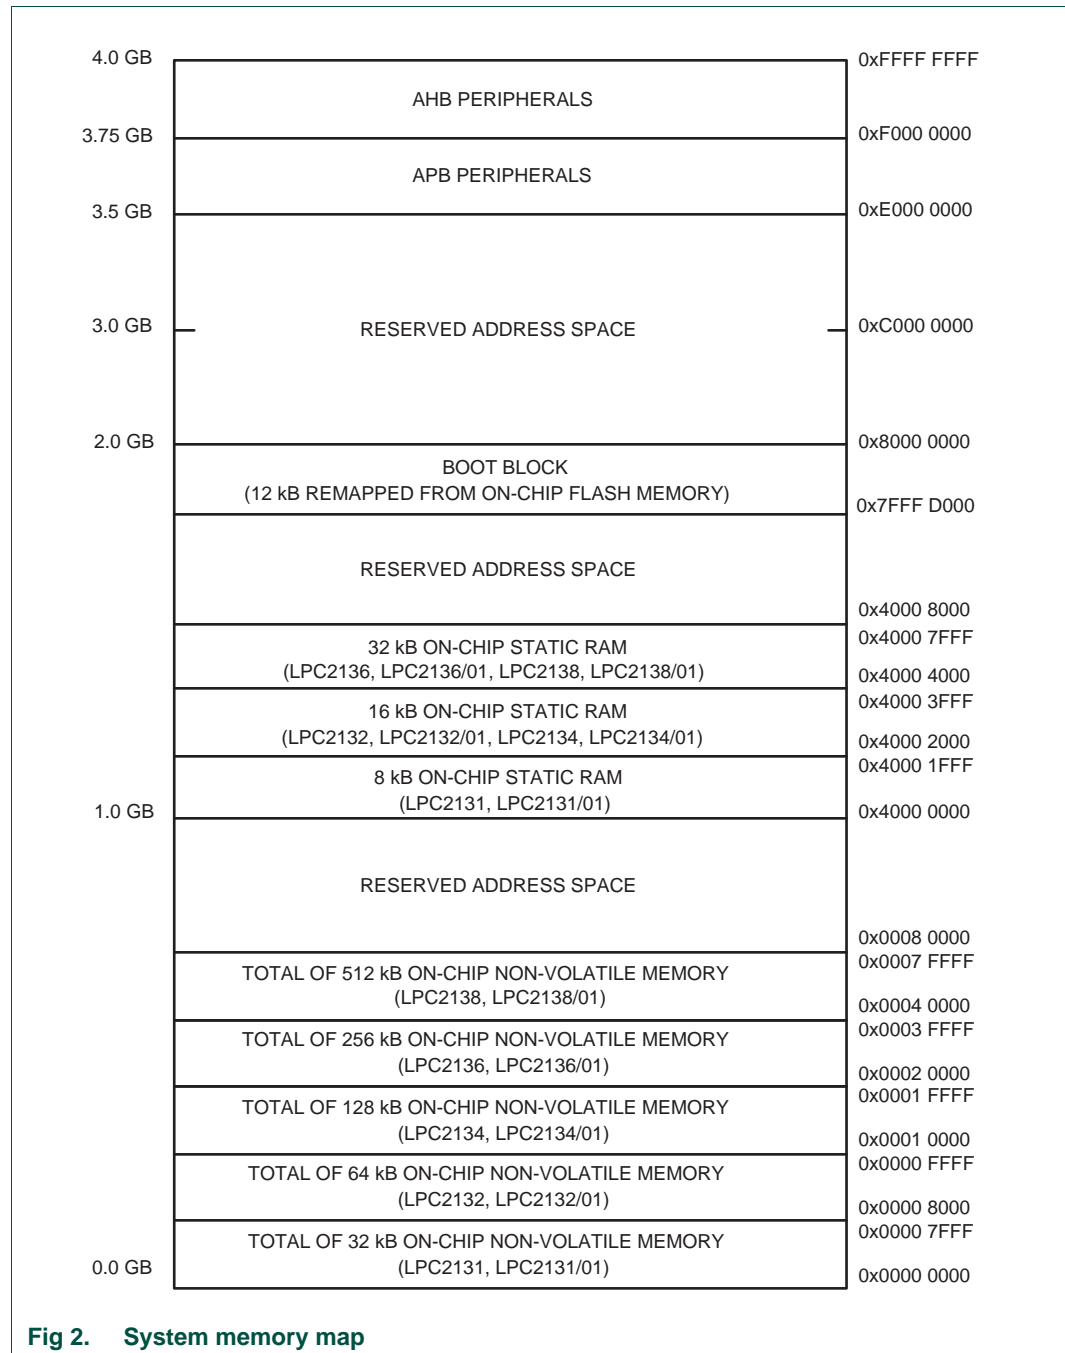 4.0 GB
0xFFFF FFFF
AHB PERIPHERALS
3.75 GB
0xF000 0000
APB PERIPHERALS
3.5 GB
0xE000 0000
3.0 GB
RESERVED ADDRESS SPACE
0xC000 0000
2.0 GB
0x8000 0000
BOOT BLOCK
(12 kB REMAPPED FROM ON-CHIP FLASH MEMORY)
0x7FFF D000
RESERVED ADDRESS SPACE
0x4000 8000
0x4000 7FFF
32 kB ON-CHIP STATIC RAM
(LPC2136, LPC2136/01, LPC2138, LPC2138/01)
0x4000 4000
0x4000 3FFF
16 kB ON-CHIP STATIC RAM
(LPC2132, LPC2132/01, LPC2134, LPC2134/01)
0x4000 2000
0x4000 1FFF
8 kB ON-CHIP STATIC RAM
(LPC2131, LPC2131/01)
1.0 GB
0x4000 0000
RESERVED ADDRESS SPACE
0x0008 0000
0x0007 FFFF
TOTAL OF 512 kB ON-CHIP NON-VOLATILE MEMORY
(LPC2138, LPC2138/01)
0x0004 0000
0x0003 FFFF
TOTAL OF 256 kB ON-CHIP NON-VOLATILE MEMORY
(LPC2136, LPC2136/01)
0x0002 0000
0x0001 FFFF
TOTAL OF 128 kB ON-CHIP NON-VOLATILE MEMORY
(LPC2134, LPC2134/01)
0x0001 0000
0x0000 FFFF
TOTAL OF 64 kB ON-CHIP NON-VOLATILE MEMORY
(LPC2132, LPC2132/01)
0x0000 8000
0x0000 7FFF
TOTAL OF 32 kB ON-CHIP NON-VOLATILE MEMORY
(LPC2131, LPC2131/01)
0.0 GB
0x0000 0000
Fig 2. System memory map